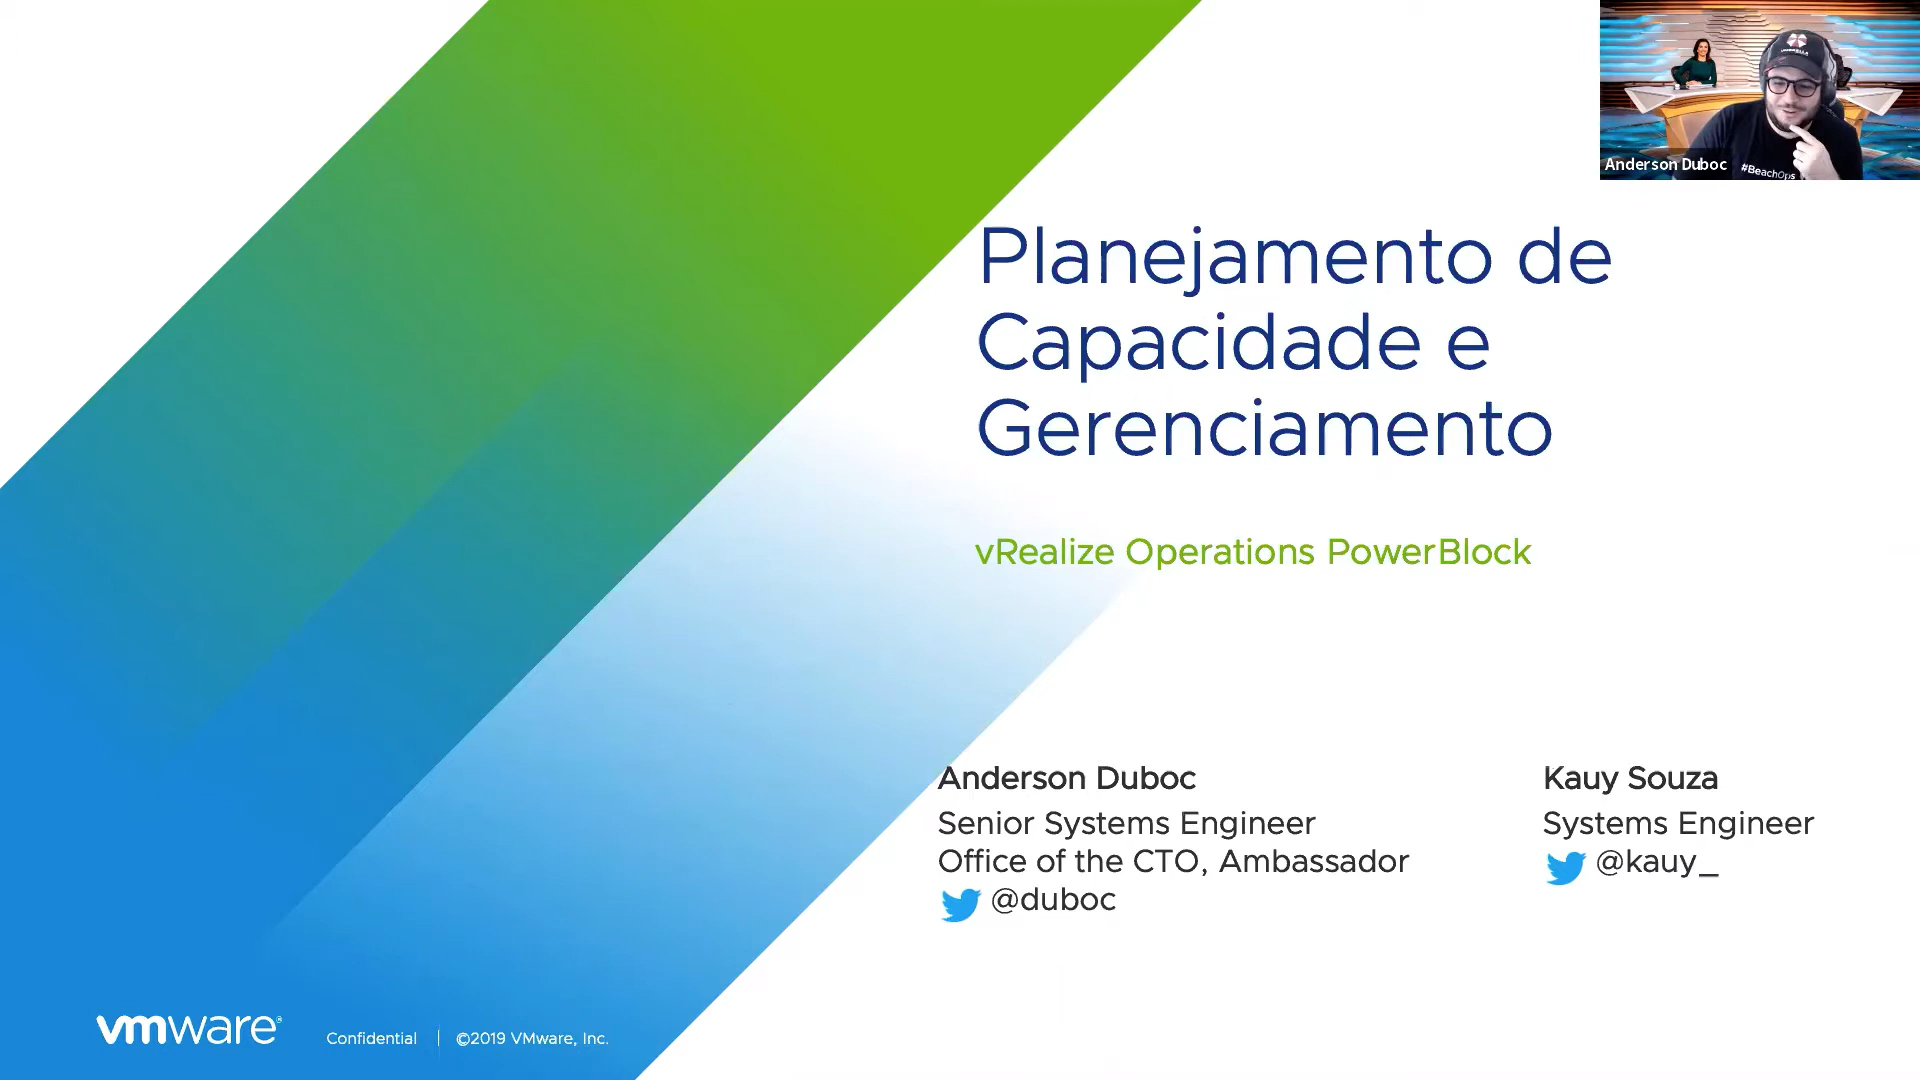 Planejamento de
Capacidade e
Gerenciamento
vRealize Operations PowerBlock
Anderson Duboc
Senior Systems Engineer
Office of the CTO, Ambassador
@duboc
Kauy Souza
Systems Engineer
@kauy_
vmware®
Confidential | ©2019 VMware, Inc.
Anderson Duboc
#BeachOps